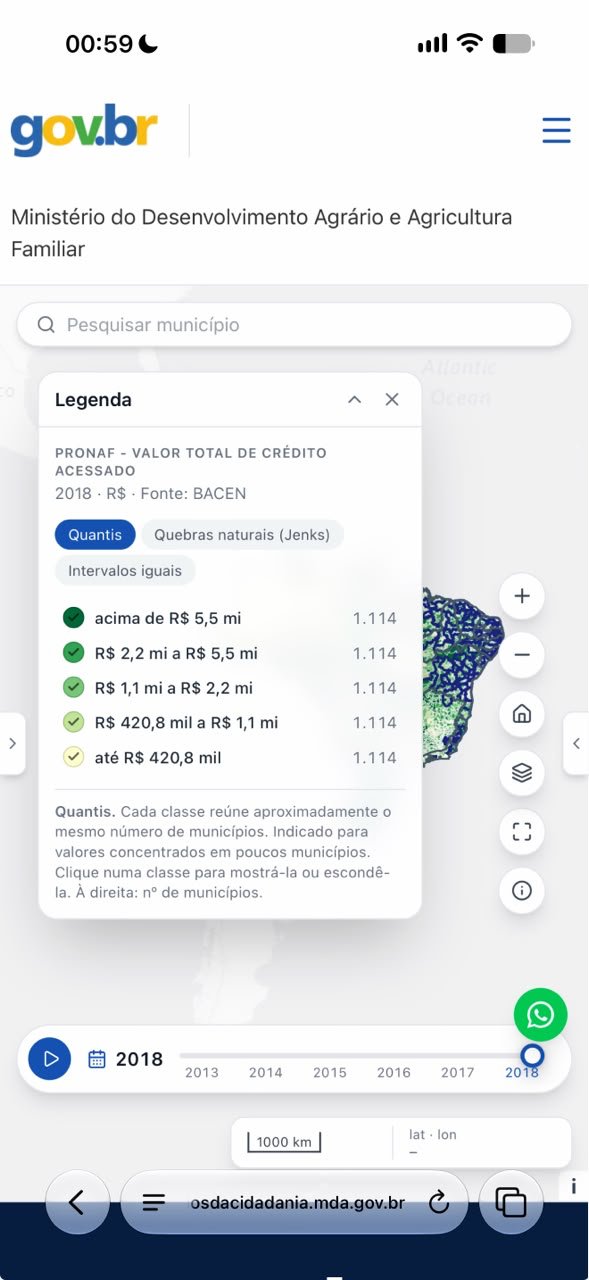 00:59
gov.br
Ministério do Desenvolvimento Agrário e Agricultura
Familiar
Pesquisar município
Atlantic
Ocean
Legenda
PRONAF - VALOR TOTAL DE CRÉDITO
ACESSADO
2018 · R$ · Fonte: BACEN
Quantis
Quebras naturais (Jenks)
Intervalos iguais
acima de R$ 5,5 mi 1.114
R$ 2,2 mi a R$ 5,5 mi 1.114
R$ 1,1 mi a R$ 2,2 mi 1.114
R$ 420,8 mil a R$ 1,1 mi 1.114
até R$ 420,8 mil 1.114
Quantis. Cada classe reúne aproximadamente o
mesmo número de municípios. Indicado para
valores concentrados em poucos municípios.
Clique numa classe para mostrá-la ou escondê-
la. À direita: nº de municípios.
2018
2013 2014 2015 2016 2017 2018
1000 km
lat · lon
–
i
osdacidadania.mda.gov.br